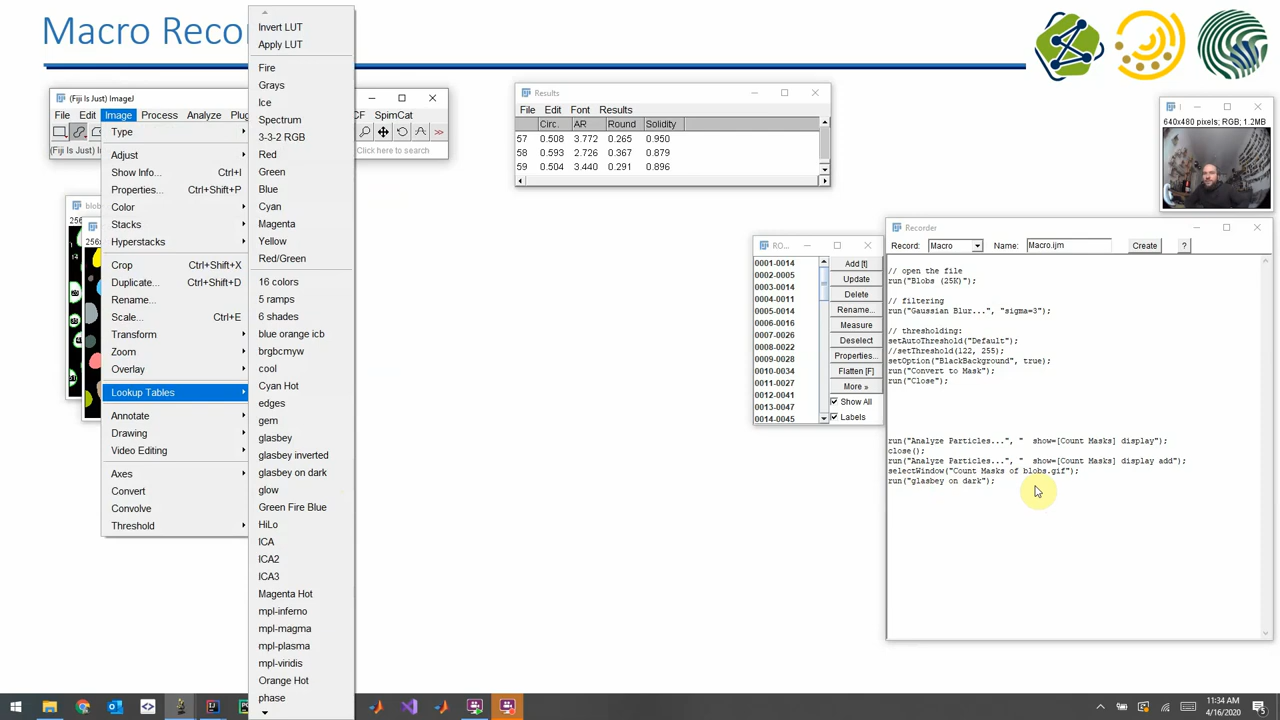 Macro Reco
(Fiji Is Just) ImageJ
File Edit Image Process Analyze Plug CF SpimCat
(Fiji Is Just) I
Click here to search
Type
Adjust
Show Info... Ctrl+I
Properties... Ctrl+Shift+P
Color
Stacks
Hyperstacks
Crop Ctrl+Shift+X
Duplicate... Ctrl+Shift+D
Rename...
Scale... Ctrl+E
Transform
Zoom
Overlay
Lookup Tables
Annotate
Drawing
Video Editing
Axes
Convert
Convolve
Threshold
Invert LUT
Apply LUT
Fire
Grays
Ice
Spectrum
3-3-2 RGB
Red
Green
Blue
Cyan
Magenta
Yellow
Red/Green
16 colors
5 ramps
6 shades
blue orange icb
brgbcmyw
cool
Cyan Hot
edges
gem
glasbey
glasbey inverted
glasbey on dark
glow
Green Fire Blue
HiLo
ICA
ICA2
ICA3
Magenta Hot
mpl-inferno
mpl-magma
mpl-plasma
mpl-viridis
Orange Hot
phase
blob
256
256x
Results
File Edit Font Results
Circ. AR Round Solidity
57 0.508 3.772 0.265 0.950
58 0.593 2.726 0.367 0.879
59 0.504 3.440 0.291 0.896
640x480 pixels; RGB; 1.2MB
RO...
0001-0014
0002-0005
0003-0014
0004-0011
0005-0014
0006-0016
0007-0026
0008-0022
0009-0028
0010-0034
0011-0027
0012-0041
0013-0047
0014-0045
Add [t]
Update
Delete
Rename...
Measure
Deselect
Properties...
Flatten [F]
More »
Show All
Labels
Recorder
Record: Macro Name: Macro.ijm Create ?
// open the file
run("Blobs (25K)");
// filtering
run("Gaussian Blur...", "sigma=3");
// thresholding:
setAutoThreshold("Default");
//setThreshold(122, 255);
setOption("BlackBackground", true);
run("Convert to Mask");
run("Close");
run("Analyze Particles...", "  show=[Count Masks] display");
close();
run("Analyze Particles...", "  show=[Count Masks] display add");
selectWindow("Count Masks of blobs.gif");
run("glasbey on dark");
11:34 AM
4/16/2020
5